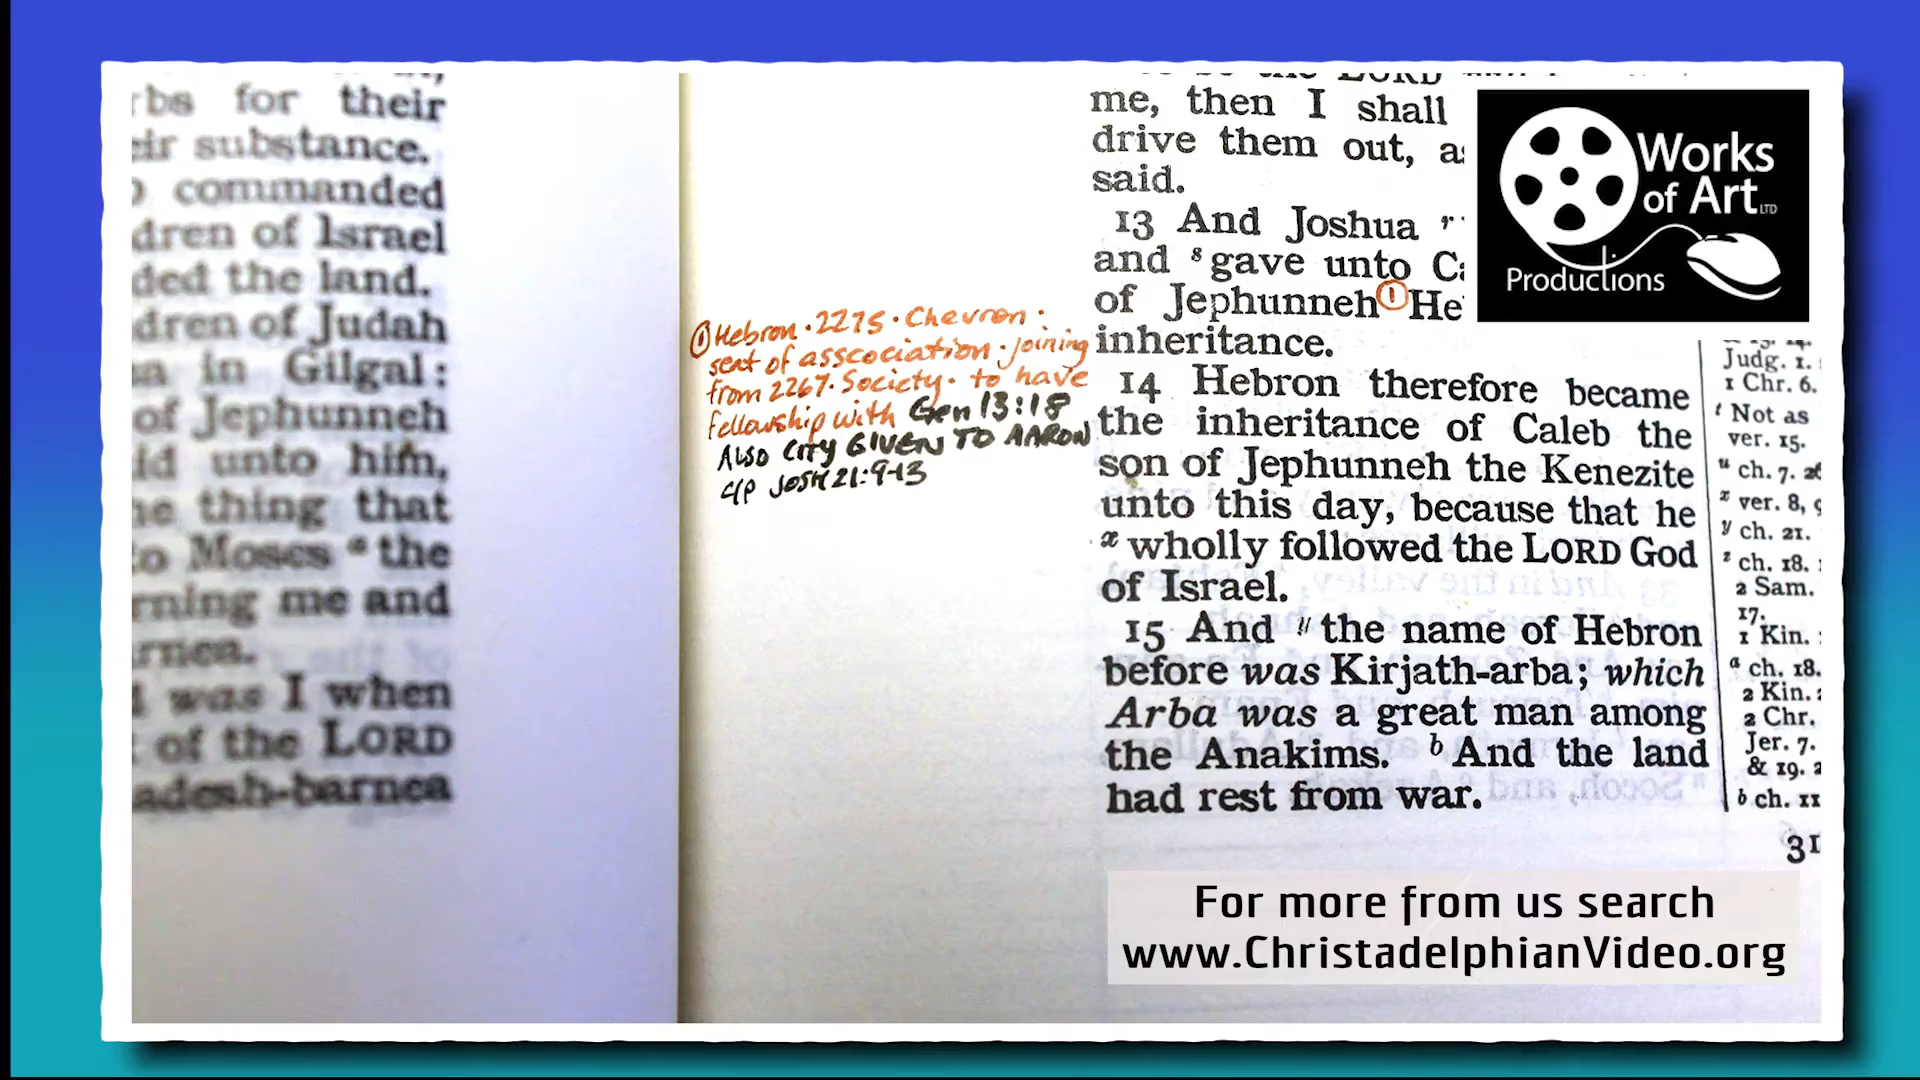 rbs for their
eir substance.
commanded
dren of Israel
ded the land.
dren of Judah
in Gilgal:
of Jephunneh
unto him,
thing that
Moses a the
rning me and
rnea.
was I when
of the LORD
adesh-barnea
① Hebron · 2275 · Chevron ·
seat of asscociation · joining
from 2267 · Society · to have
fellowship with Gen 13:18
ALSO CITY GIVEN TO AARON
c/p Josh 21:9-13
me, then I shall
drive them out,
said.
13 And Joshua
and s gave unto
of Jephunneh ① He
inheritance.
14 Hebron therefore became
the inheritance of Caleb the
son of Jephunneh the Kenezite
unto this day, because that he
x wholly followed the LORD God
of Israel.
15 And y the name of Hebron
before was Kirjath-arba; which
Arba was a great man among
the Anakims. b And the land
had rest from war.
Judg. 1.
1 Chr. 6.
t Not as
ver. 15.
u ch. 7.
x ver. 8,
y ch. 21.
z ch. 18.
2 Sam.
17.
1 Kin.
a ch. 18.
2 Kin.
2 Chr.
Jer. 7.
& 19.
b ch. 11
31
Works
of Art LTD
Productions
For more from us search
www.ChristadelphianVideo.org